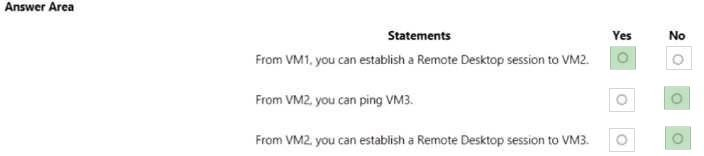 Answer Area
Statements Yes No
From VM1, you can establish a Remote Desktop session to VM2.
From VM2, you can ping VM3.
From VM2, you can establish a Remote Desktop session to VM3.